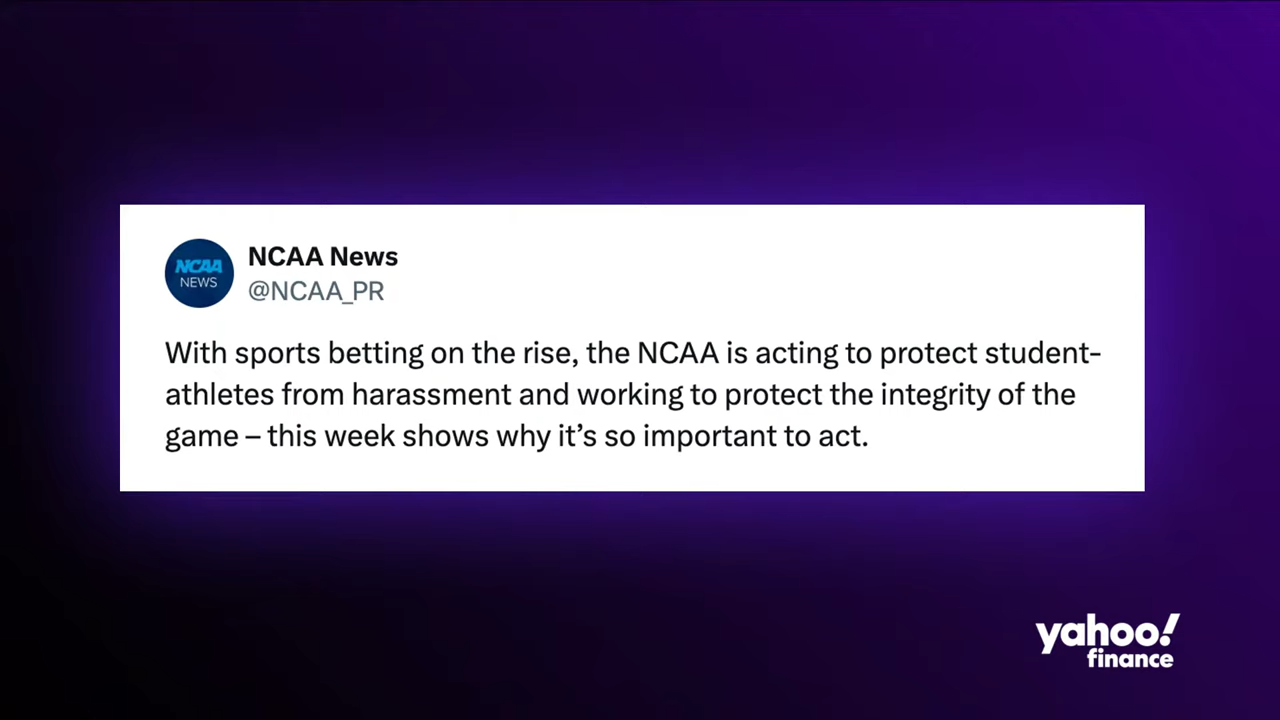 NCAA
NEWS
NCAA News
@NCAA_PR
With sports betting on the rise, the NCAA is acting to protect student-
athletes from harassment and working to protect the integrity of the
game – this week shows why it’s so important to act.
yahoo!
finance